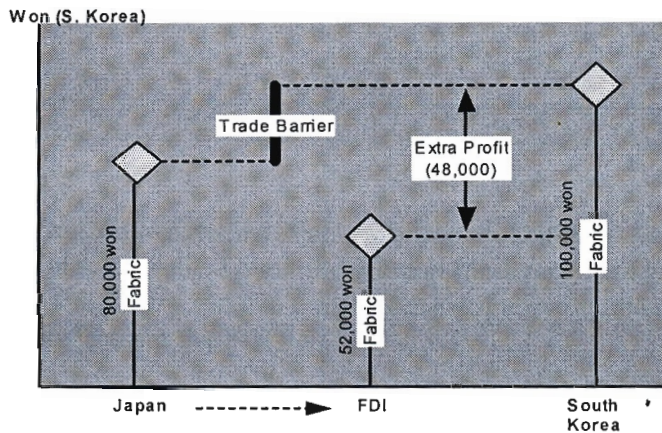 Won (S. Korea)
Trade Barrier
Extra Profit
(48,000)
80,000 won
Fabric
52,000 won
Fabric
100,000 won
Fabric
Japan
FDI
South
Korea